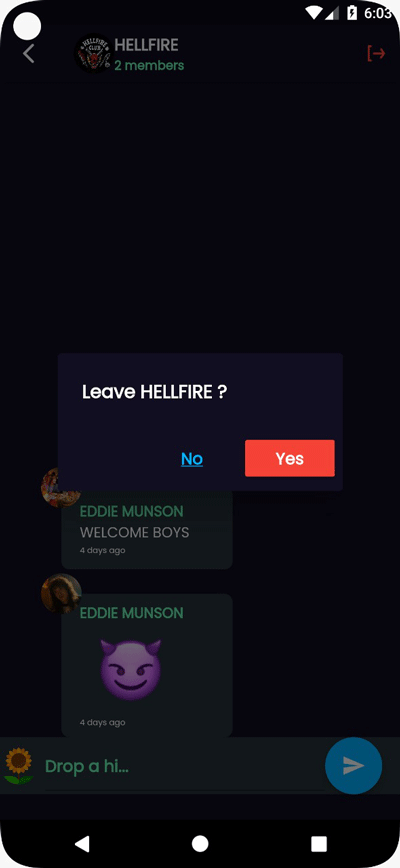 6:03
HELLFIRE
2 members
Leave HELLFIRE ?
No
Yes
EDDIE MUNSON
WELCOME BOYS
4 days ago
EDDIE MUNSON
4 days ago
Drop a hi...